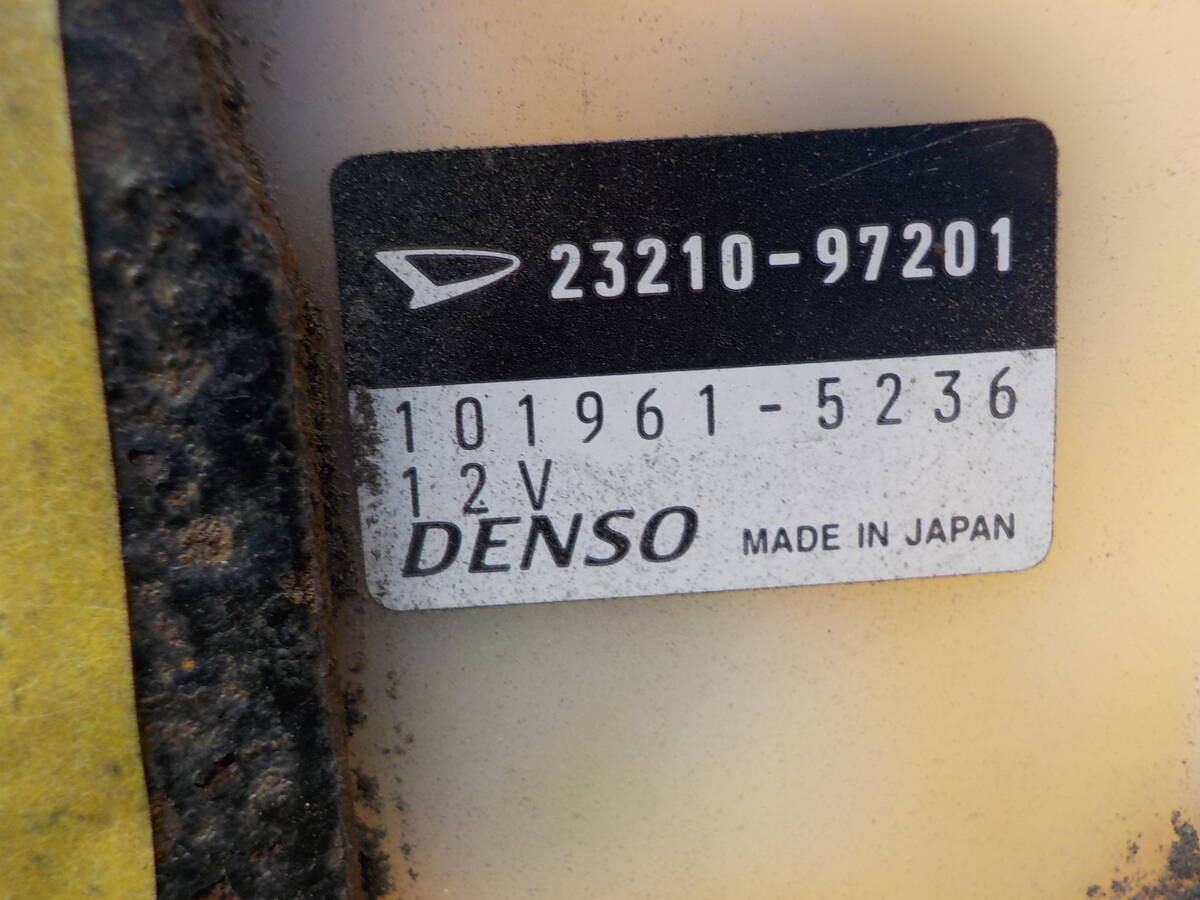 23210-97201
101961-5236
12V
DENSO MADE IN JAPAN